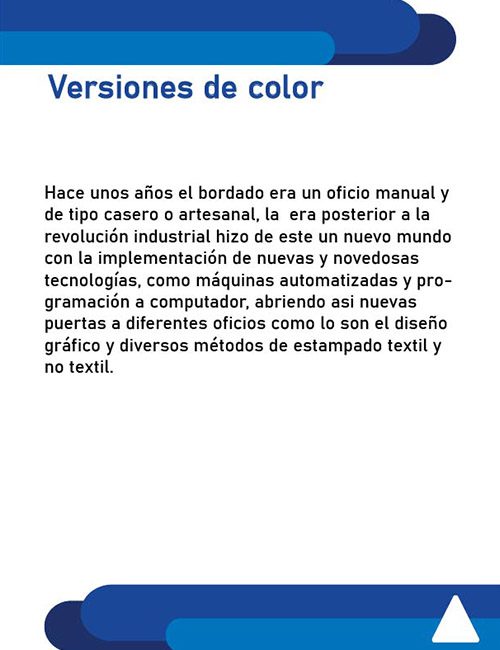 Versiones de color
Hace unos años el bordado era un oficio manual y
de tipo casero o artesanal, la  era posterior a la
revolución industrial hizo de este un nuevo mundo
con la implementación de nuevas y novedosas
tecnologías, como máquinas automatizadas y pro-
gramación a computador, abriendo asi nuevas
puertas a diferentes oficios como lo son el diseño
gráfico y diversos métodos de estampado textil y
no textil.